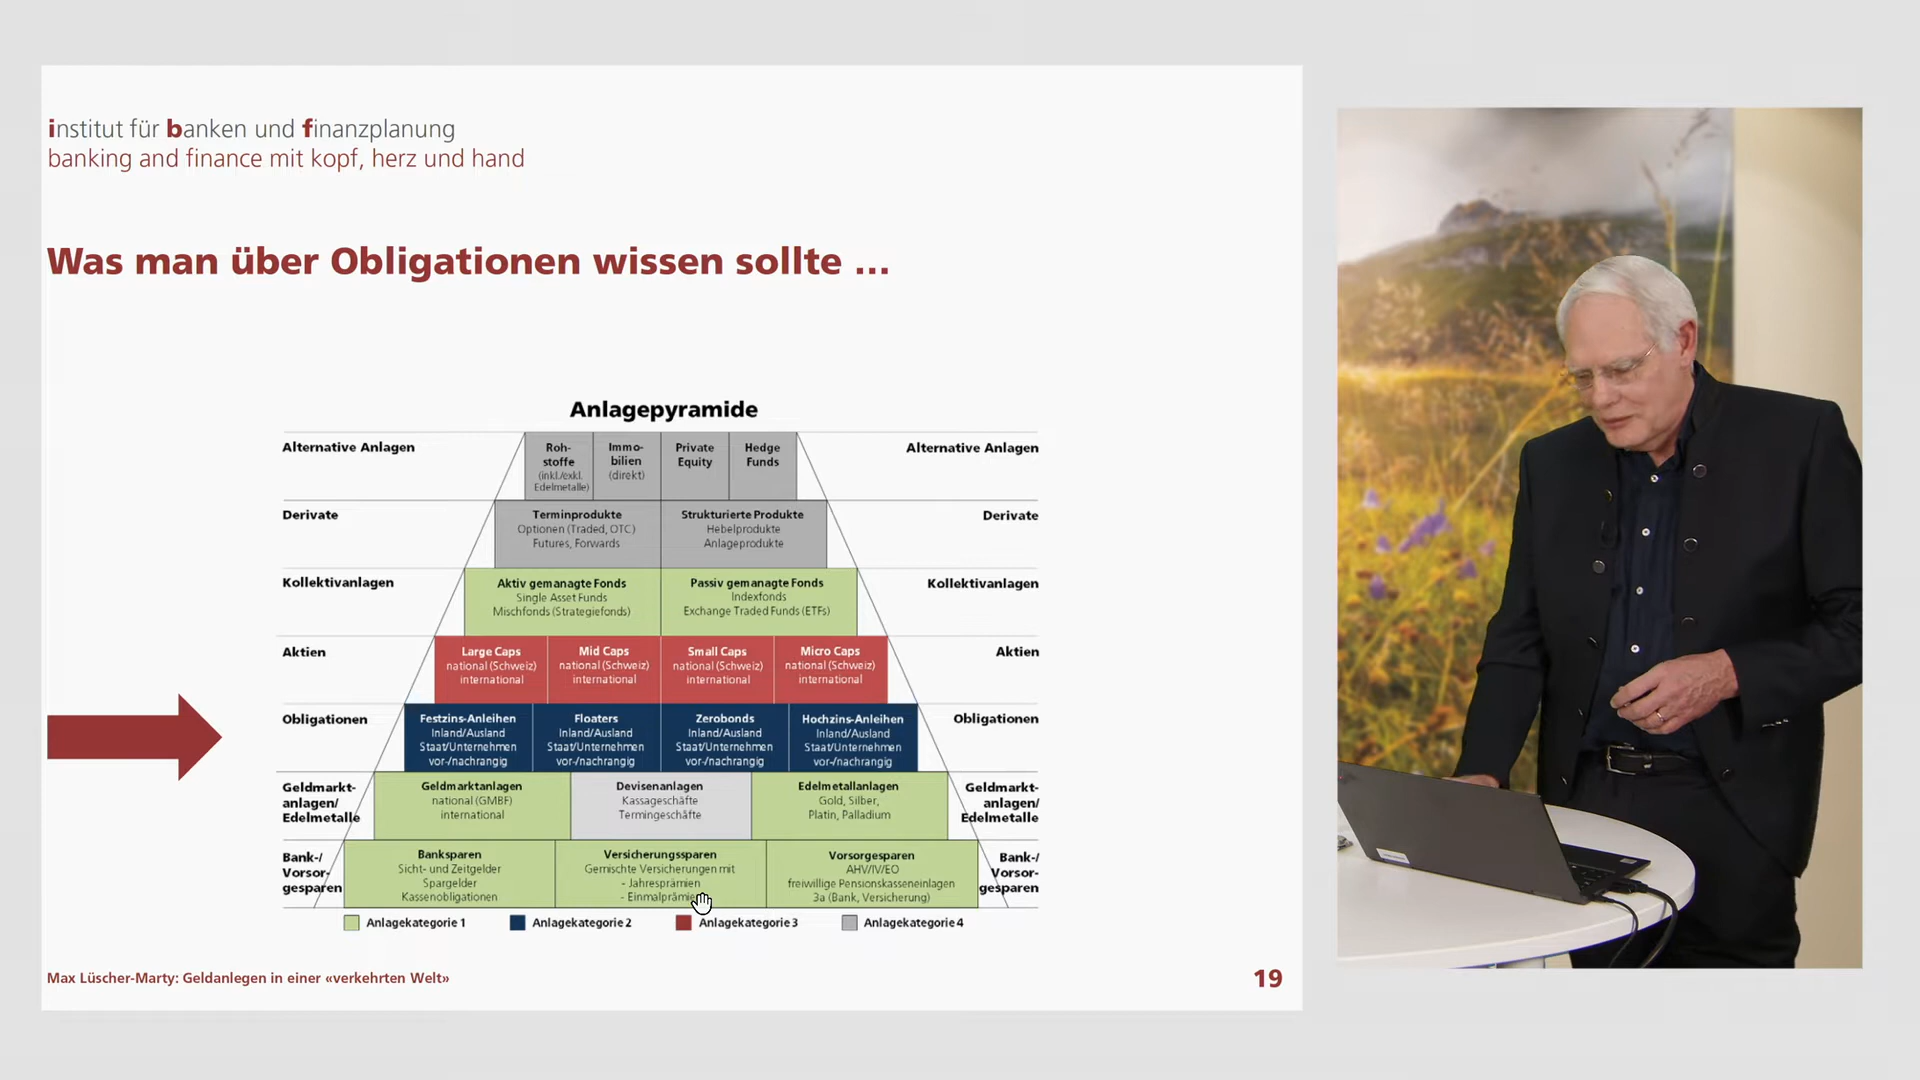 institut für banken und finanzplanung
banking and finance mit kopf, herz und hand
Was man über Obligationen wissen sollte ...
Anlagepyramide
Alternative Anlagen
Roh-
stoffe
(inkl./exkl.
Edelmetalle)
Immo-
bilien
(direkt)
Private
Equity
Hedge
Funds
Alternative Anlagen
Derivate
Terminprodukte
Optionen (Traded, OTC)
Futures, Forwards
Strukturierte Produkte
Hebelprodukte
Anlageprodukte
Derivate
Kollektivanlagen
Aktiv gemanagte Fonds
Single Asset Funds
Mischfonds (Strategiefonds)
Passiv gemanagte Fonds
Indexfonds
Exchange Traded Funds (ETFs)
Kollektivanlagen
Aktien
Large Caps
national (Schweiz)
international
Mid Caps
national (Schweiz)
international
Small Caps
national (Schweiz)
international
Micro Caps
national (Schweiz)
international
Aktien
Obligationen
Festzins-Anleihen
Inland/Ausland
Staat/Unternehmen
vor-/nachrangig
Floaters
Inland/Ausland
Staat/Unternehmen
vor-/nachrangig
Zerobonds
Inland/Ausland
Staat/Unternehmen
vor-/nachrangig
Hochzins-Anleihen
Inland/Ausland
Staat/Unternehmen
vor-/nachrangig
Obligationen
Geldmarkt-
anlagen/
Edelmetalle
Geldmarktanlagen
national (GMBF)
international
Devisenanlagen
Kassageschäfte
Termingeschäfte
Edelmetallanlagen
Gold, Silber,
Platin, Palladium
Geldmarkt-
anlagen/
Edelmetalle
Bank-/
Vorsor-
gesparen
Banksparen
Sicht- und Zeitgelder
Spargelder
Kassenobligationen
Versicherungssparen
Gemischte Versicherungen mit
- Jahresprämien
- Einmalprämien
Vorsorgesparen
AHV/IV/EO
freiwillige Pensionskasseneinlagen
3a (Bank, Versicherung)
Bank-/
Vorsor-
gesparen
Anlagekategorie 1
Anlagekategorie 2
Anlagekategorie 3
Anlagekategorie 4
Max Lüscher-Marty: Geldanlegen in einer «verkehrten Welt»
19